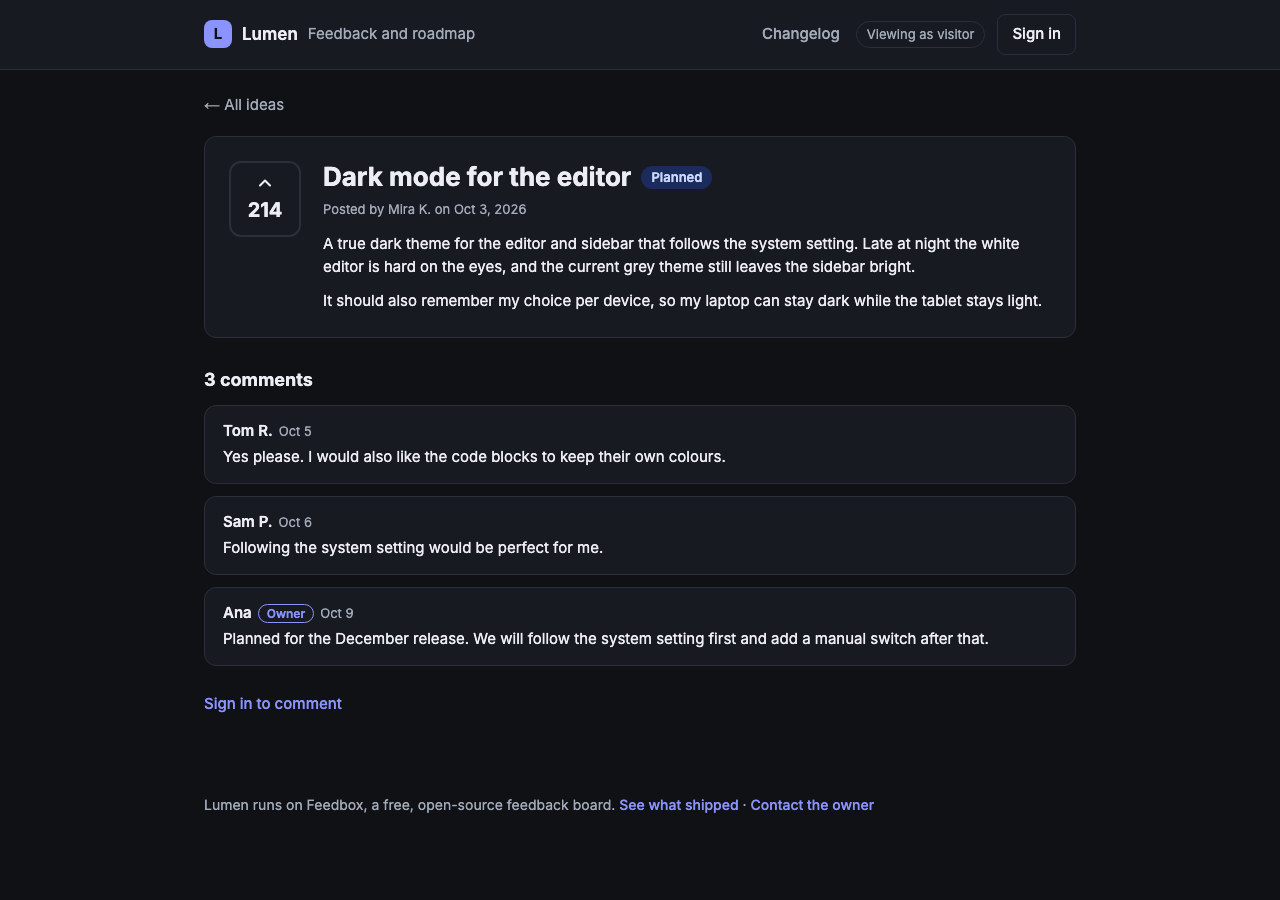 L Lumen Feedback and roadmap Changelog Viewing as visitor Sign in
← All ideas
214
Dark mode for the editor Planned
Posted by Mira K. on Oct 3, 2026
A true dark theme for the editor and sidebar that follows the system setting. Late at night the white
editor is hard on the eyes, and the current grey theme still leaves the sidebar bright.
It should also remember my choice per device, so my laptop can stay dark while the tablet stays light.
3 comments
Tom R. Oct 5
Yes please. I would also like the code blocks to keep their own colours.
Sam P. Oct 6
Following the system setting would be perfect for me.
Ana Owner Oct 9
Planned for the December release. We will follow the system setting first and add a manual switch after that.
Sign in to comment
Lumen runs on Feedbox, a free, open-source feedback board. See what shipped · Contact the owner